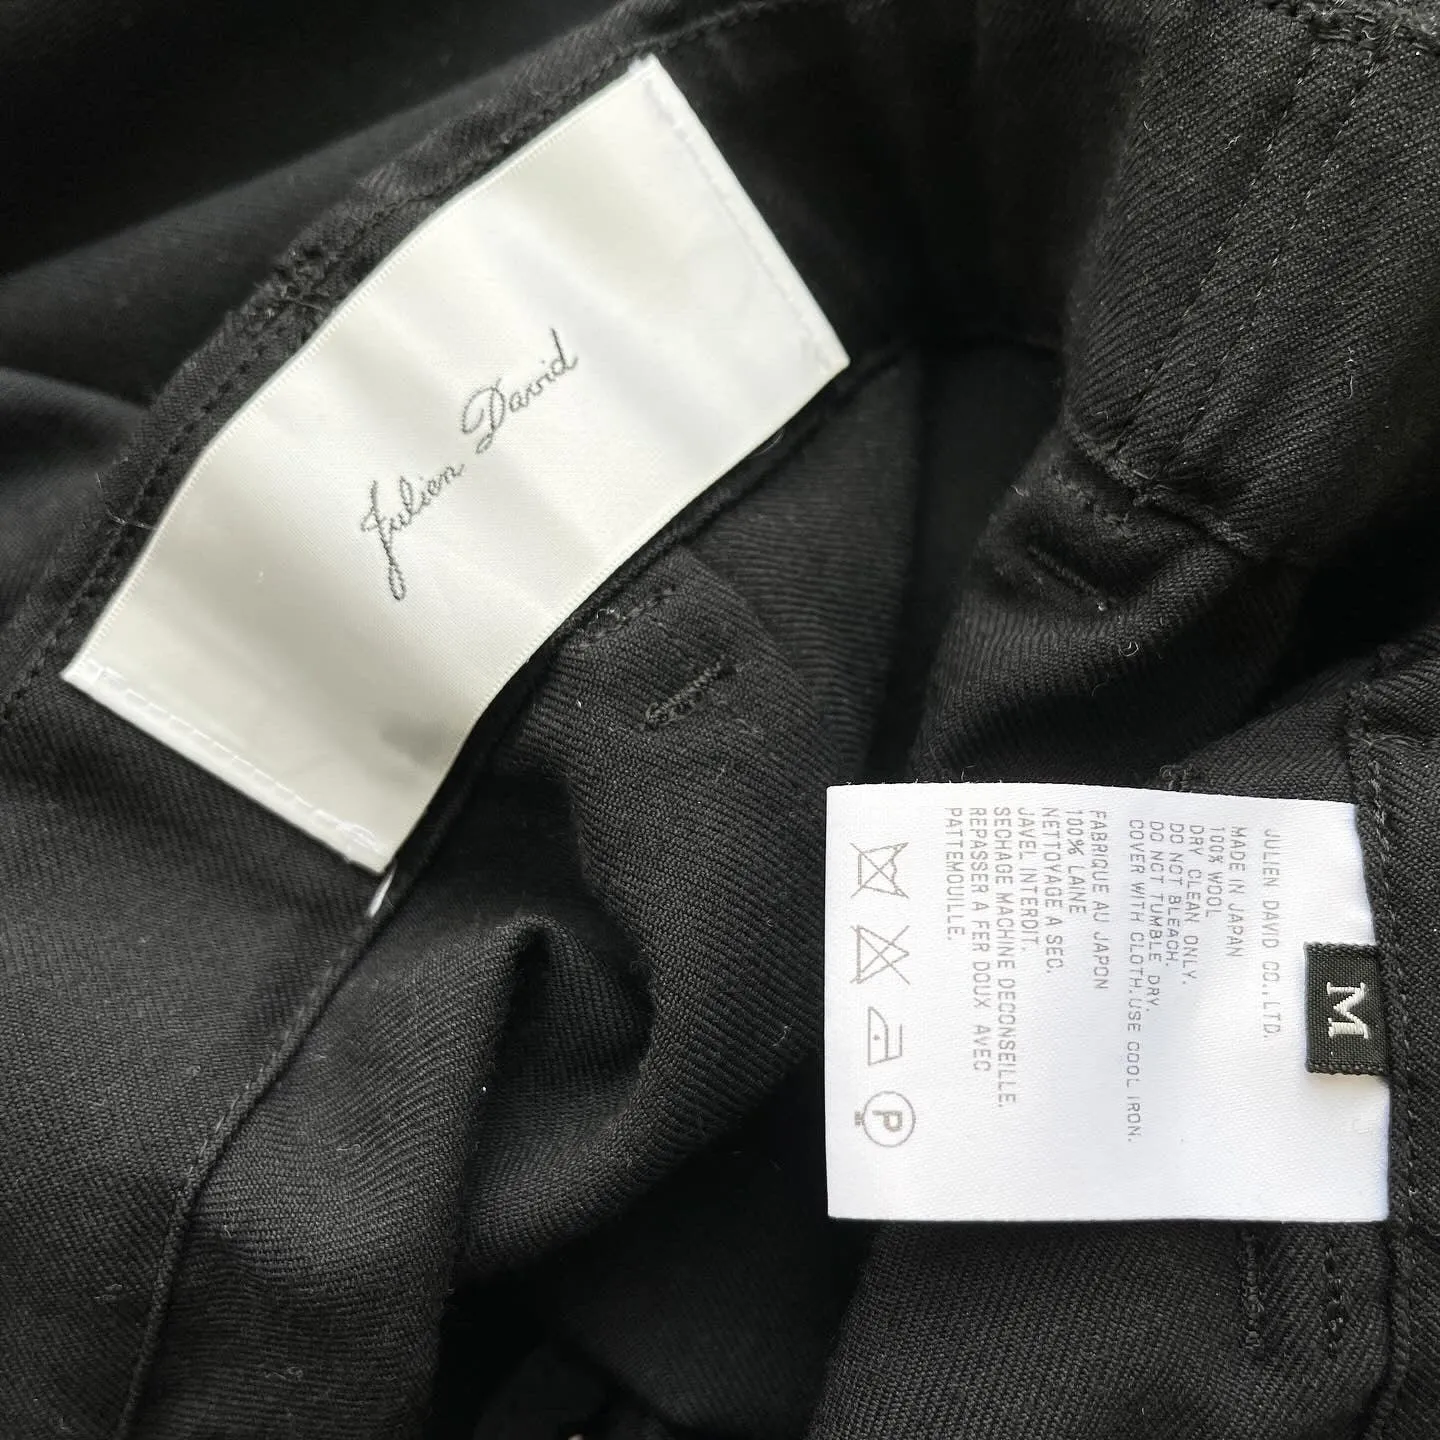 Julien David
JULIEN DAVID CO., LTD.
MADE IN JAPAN
100% WOOL
DRY CLEAN ONLY.
DO NOT BLEACH.
DO NOT TUMBLE DRY.
COVER WITH CLOTH.USE COOL IRON.
FABRIQUE AU JAPON
100% LAINE
NETTOYAGE A SEC.
JAVEL INTERDIT.
SECHAGE MACHINE DECONSEILLE.
REPASSER A FER DOUX AVEC
PATTEMOUILLE.
P
M